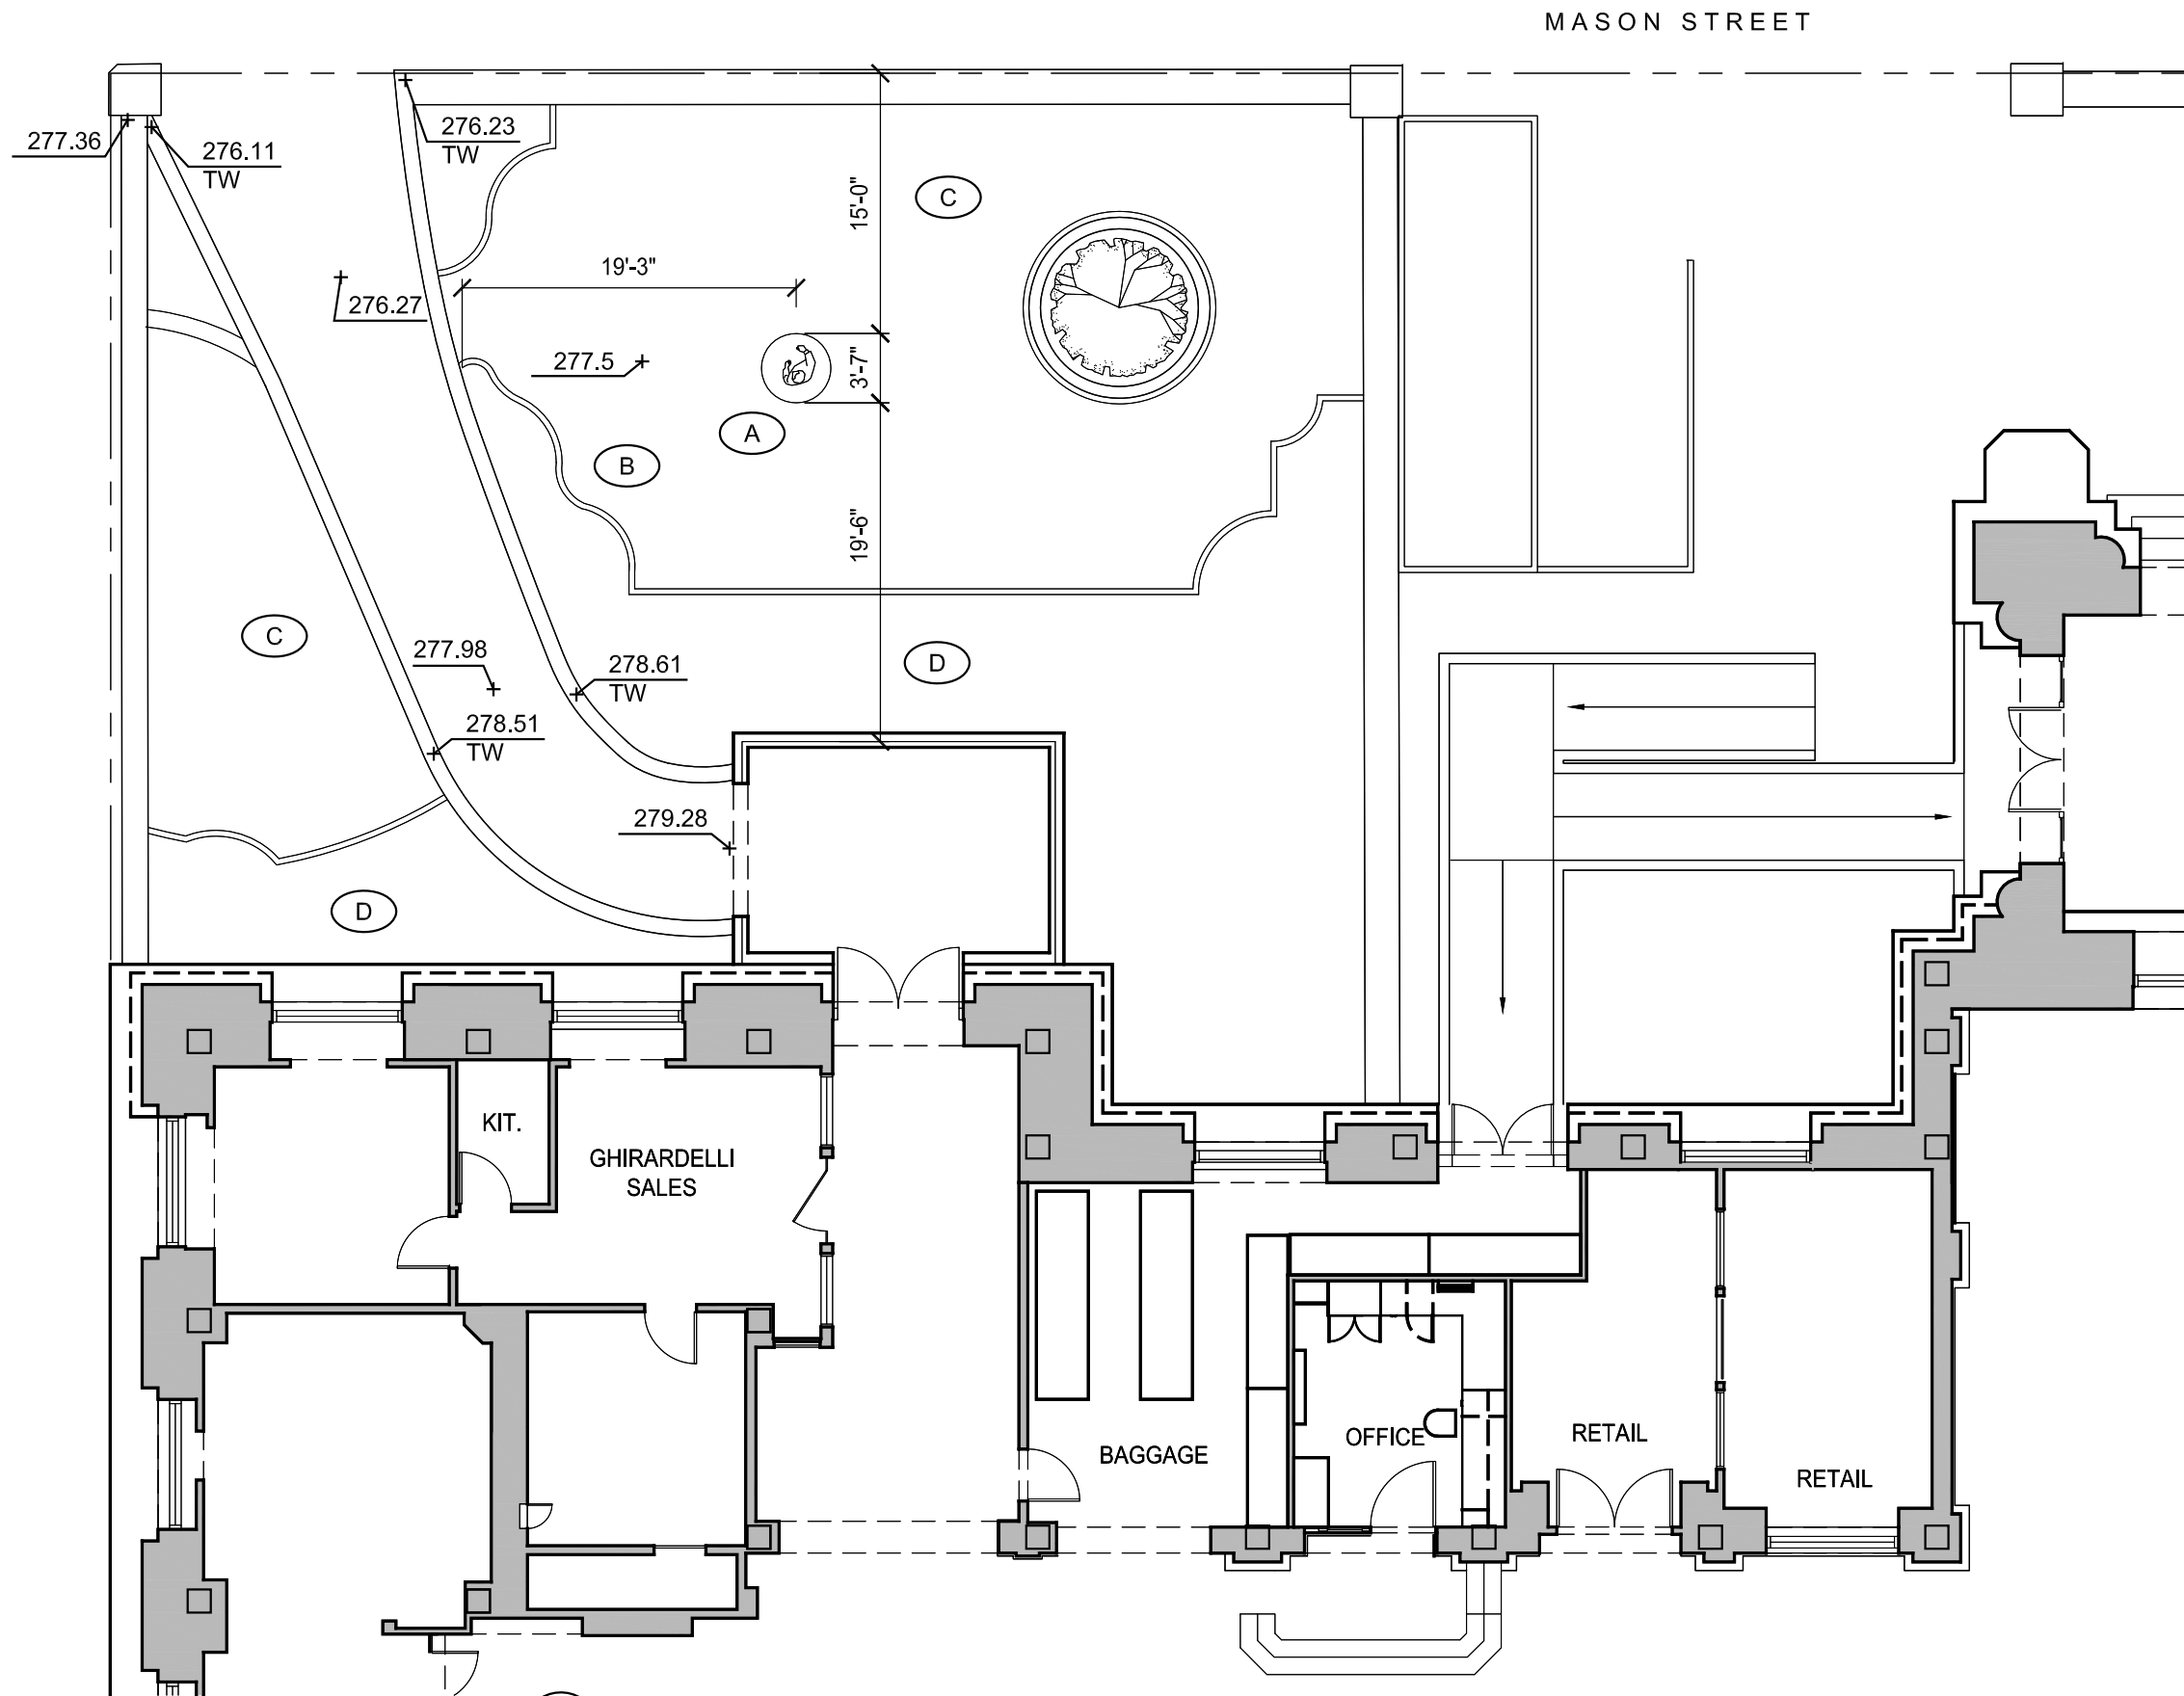 MASON STREET
277.36
276.11
TW
276.23
TW
C
15'-0"
19'-3"
276.27
277.5
3'-7"
A
B
19'-6"
C
277.98
278.61
TW
D
278.51
TW
279.28
D
KIT.
GHIRARDELLI
SALES
BAGGAGE
OFFICE
RETAIL
RETAIL